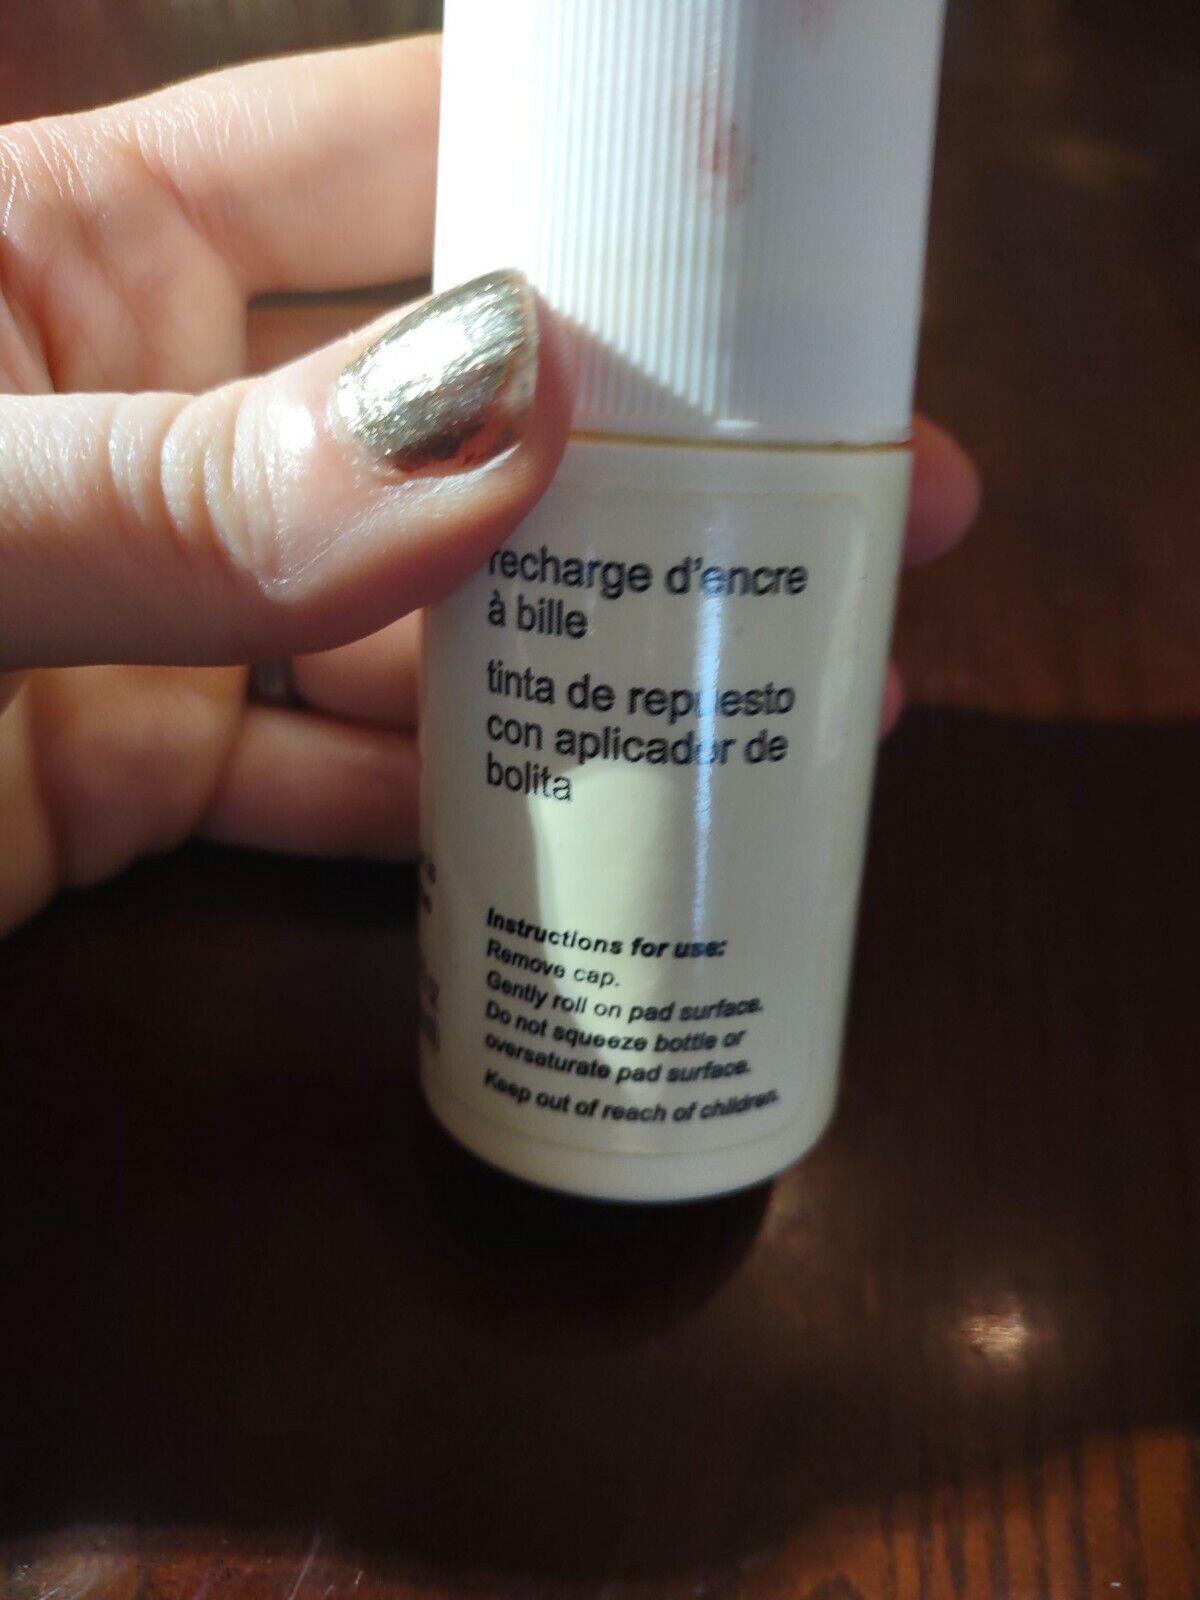 recharge d'encre
à bille
tinta de repuesto
con aplicador de
bolita
Instructions for use:
Remove cap.
Gently roll on pad surface.
Do not squeeze bottle or
oversaturate pad surface.
Keep out of reach of children.